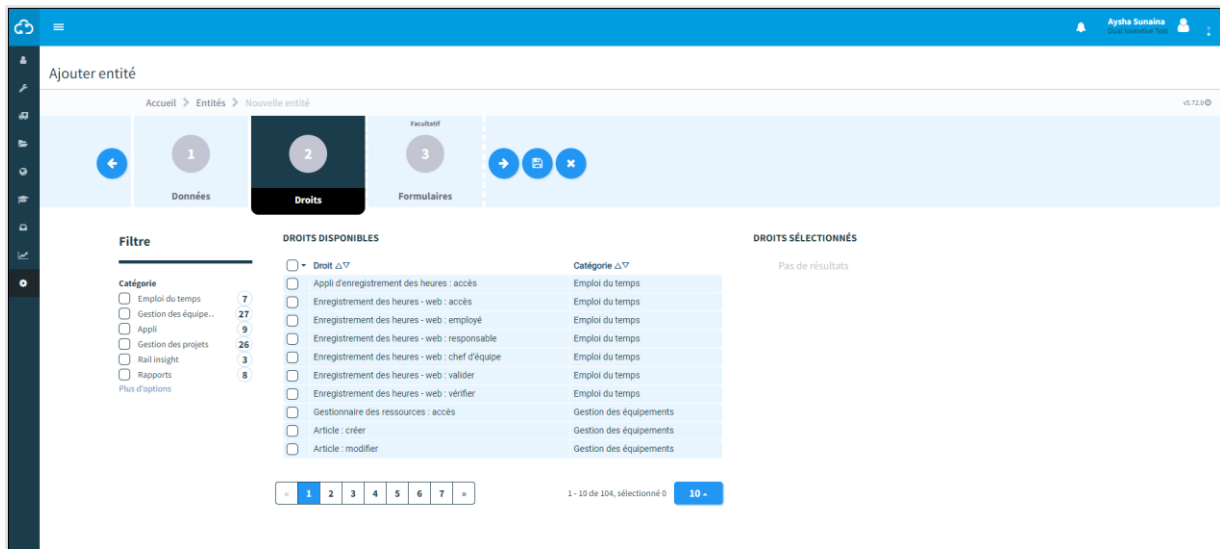 Aysha Sunaina
Dual Inventive Test
Ajouter entité
Accueil > Entités > Nouvelle entité
v5.72.0
1
Données
2
Droits
Facultatif
3
Formulaires
Filtre
Catégorie
Emploi du temps 7
Gestion des équipe.. 27
Appli 9
Gestion des projets 26
Rail insight 3
Rapports 8
Plus d'options
DROITS DISPONIBLES
Droit Catégorie
Appli d'enregistrement des heures : accès Emploi du temps
Enregistrement des heures - web : accès Emploi du temps
Enregistrement des heures - web : employé Emploi du temps
Enregistrement des heures - web : responsable Emploi du temps
Enregistrement des heures - web : chef d'équipe Emploi du temps
Enregistrement des heures - web : valider Emploi du temps
Enregistrement des heures - web : vérifier Emploi du temps
Gestionnaire des ressources : accès Gestion des équipements
Article : créer Gestion des équipements
Article : modifier Gestion des équipements
« 1 2 3 4 5 6 7 »
1 - 10 de 104, sélectionné 0 10
DROITS SÉLECTIONNÉS
Pas de résultats